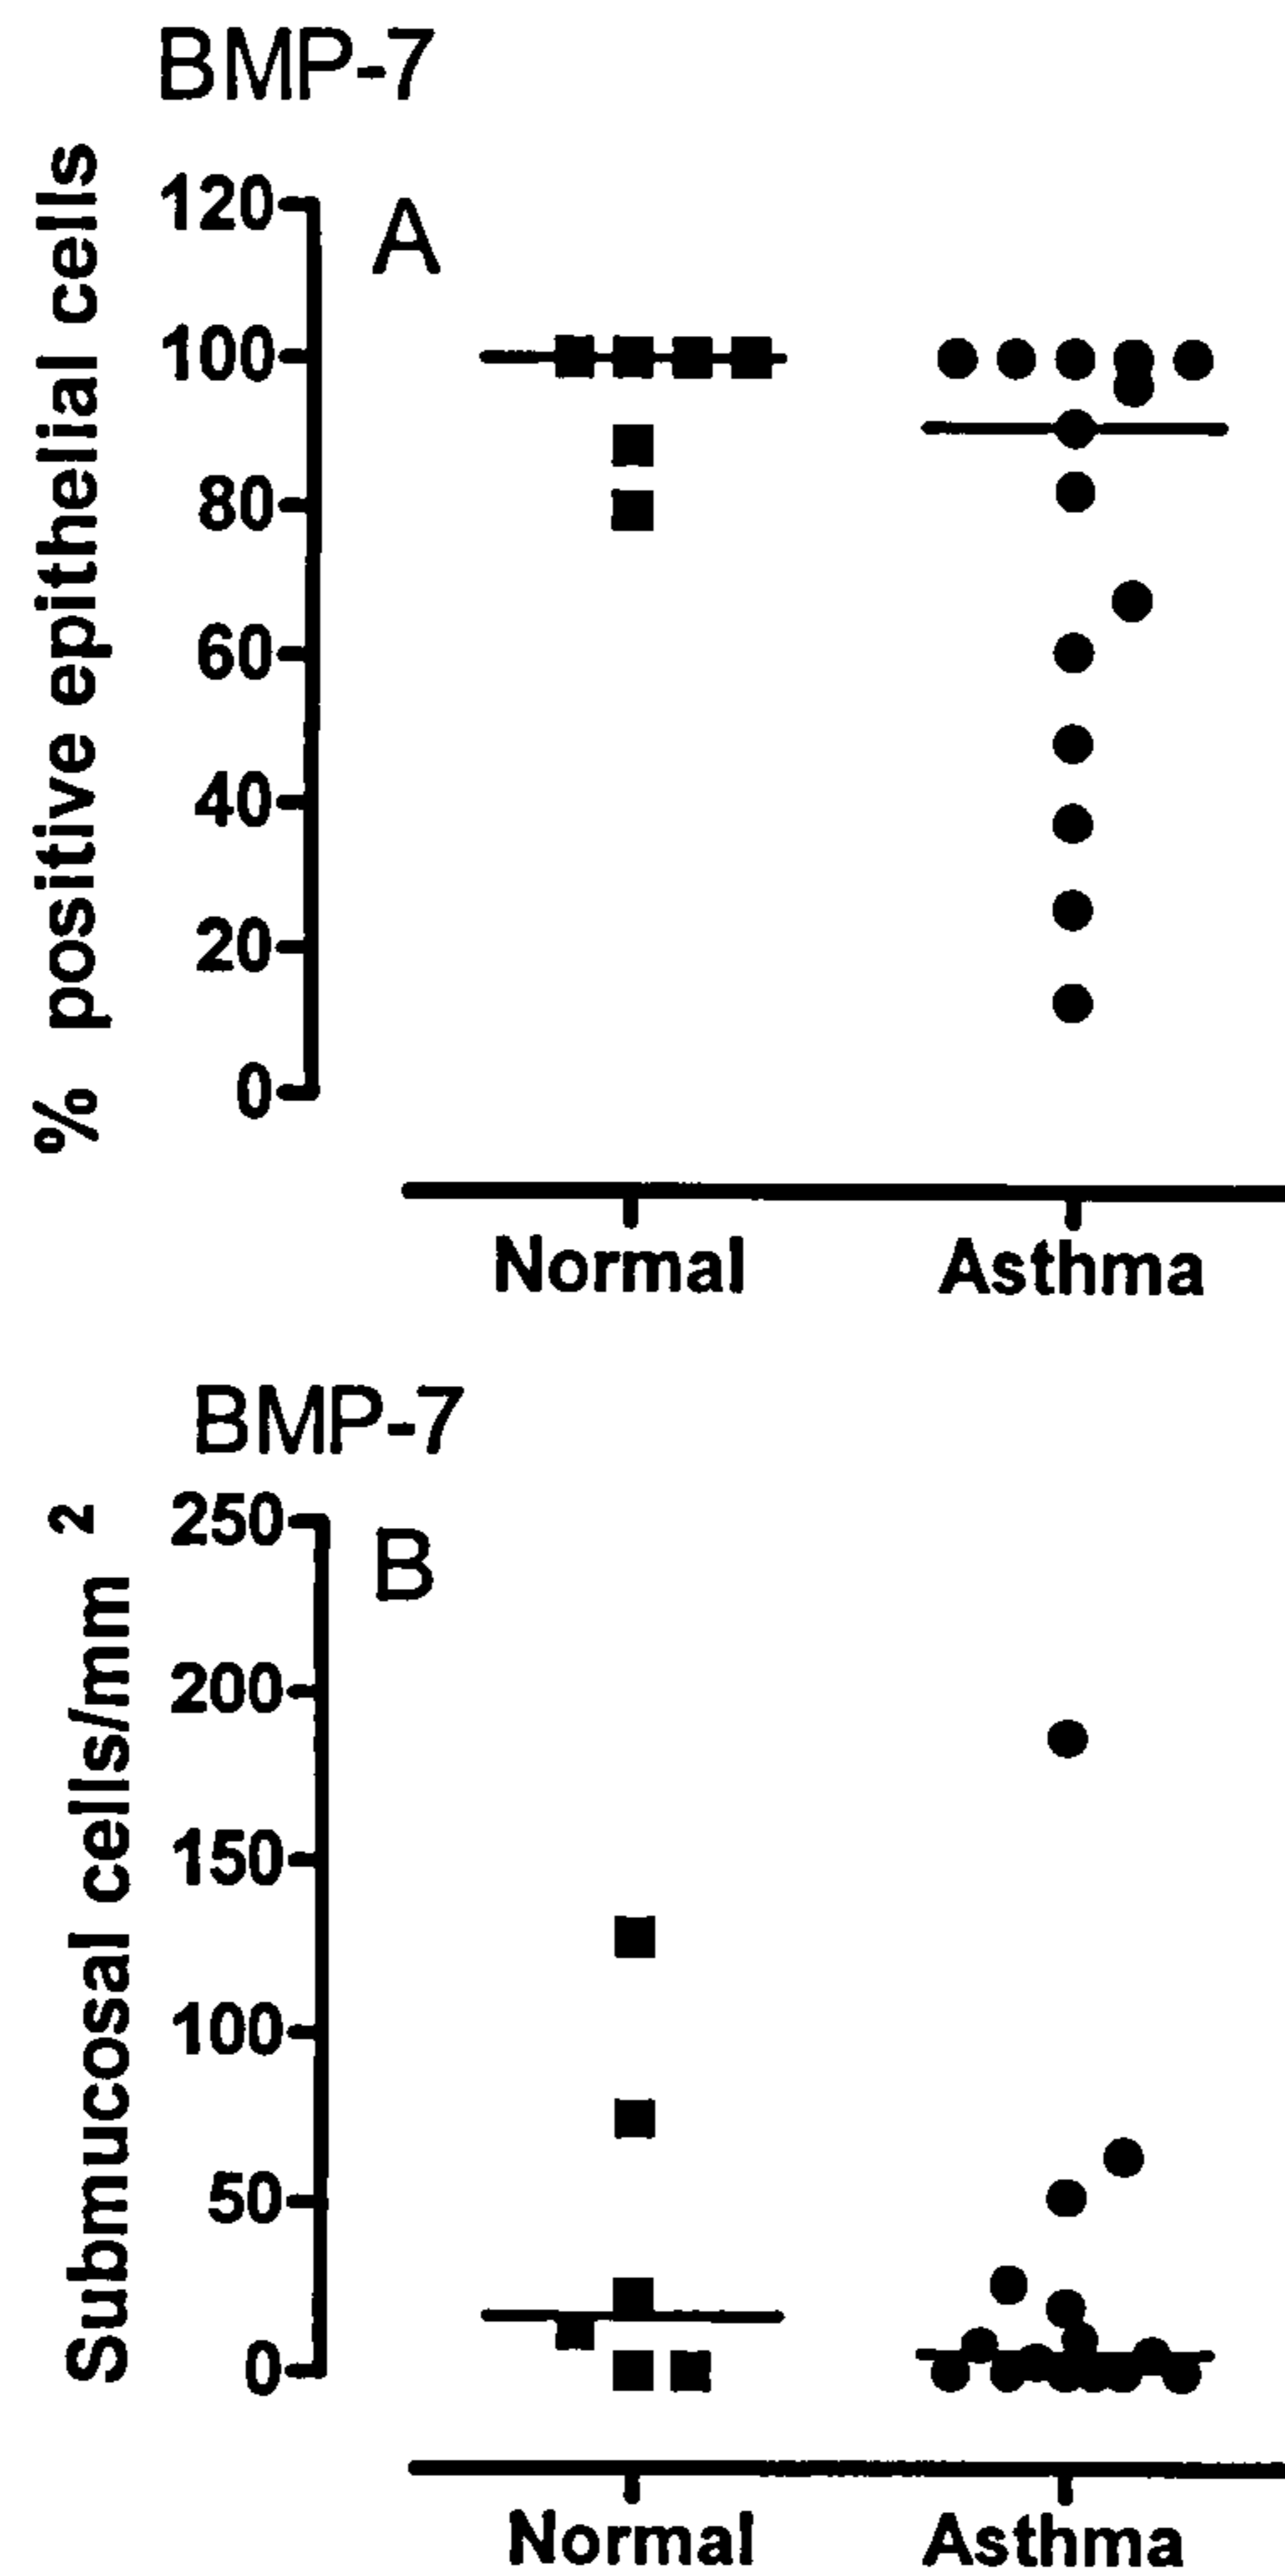 BMP-7
% positive epithelial cells
120
A
100
80
60
40
20
0
Normal Asthma
BMP-7
Submucosal cells/mm 2
250
B
200
150
100
50
0
Normal Asthma